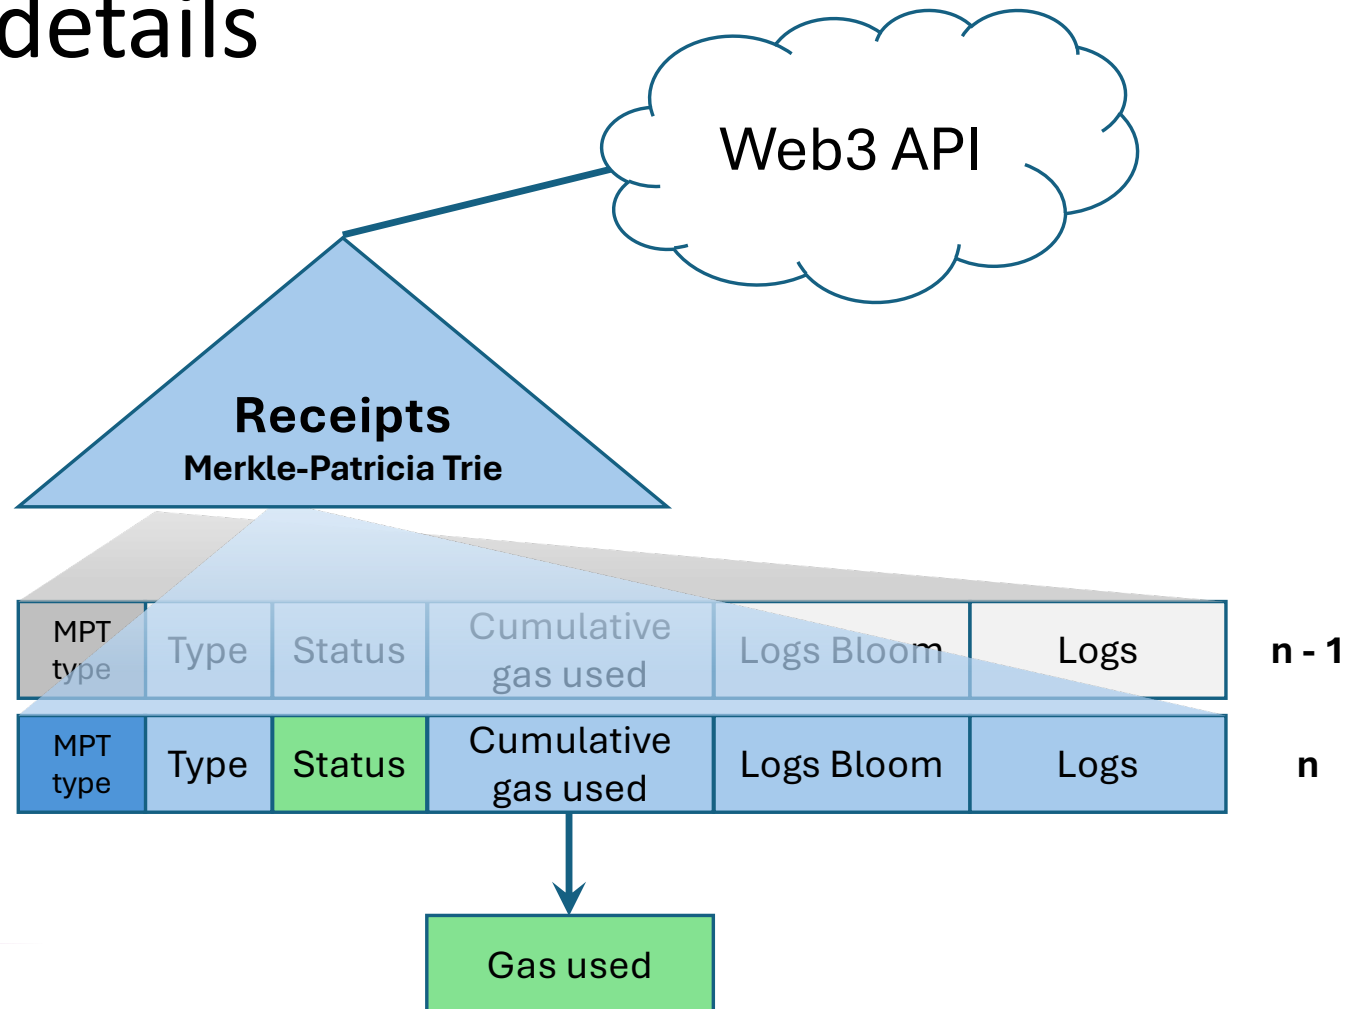 details
Web3 API
Receipts
Merkle-Patricia Trie
MPT
type
Type
Status
Cumulative
gas used
Logs Bloom
Logs
n - 1
MPT
type
Type
Status
Cumulative
gas used
Logs Bloom
Logs
n
Gas used